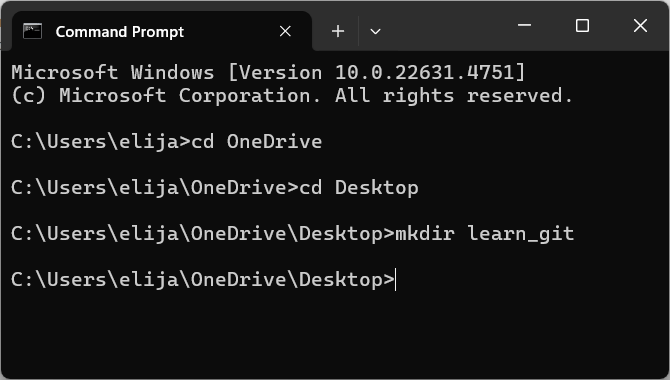 Command Prompt
Microsoft Windows [Version 10.0.22631.4751]
(c) Microsoft Corporation. All rights reserved.
C:\Users\elija>cd OneDrive
C:\Users\elija\OneDrive>cd Desktop
C:\Users\elija\OneDrive\Desktop>mkdir learn_git
C:\Users\elija\OneDrive\Desktop>